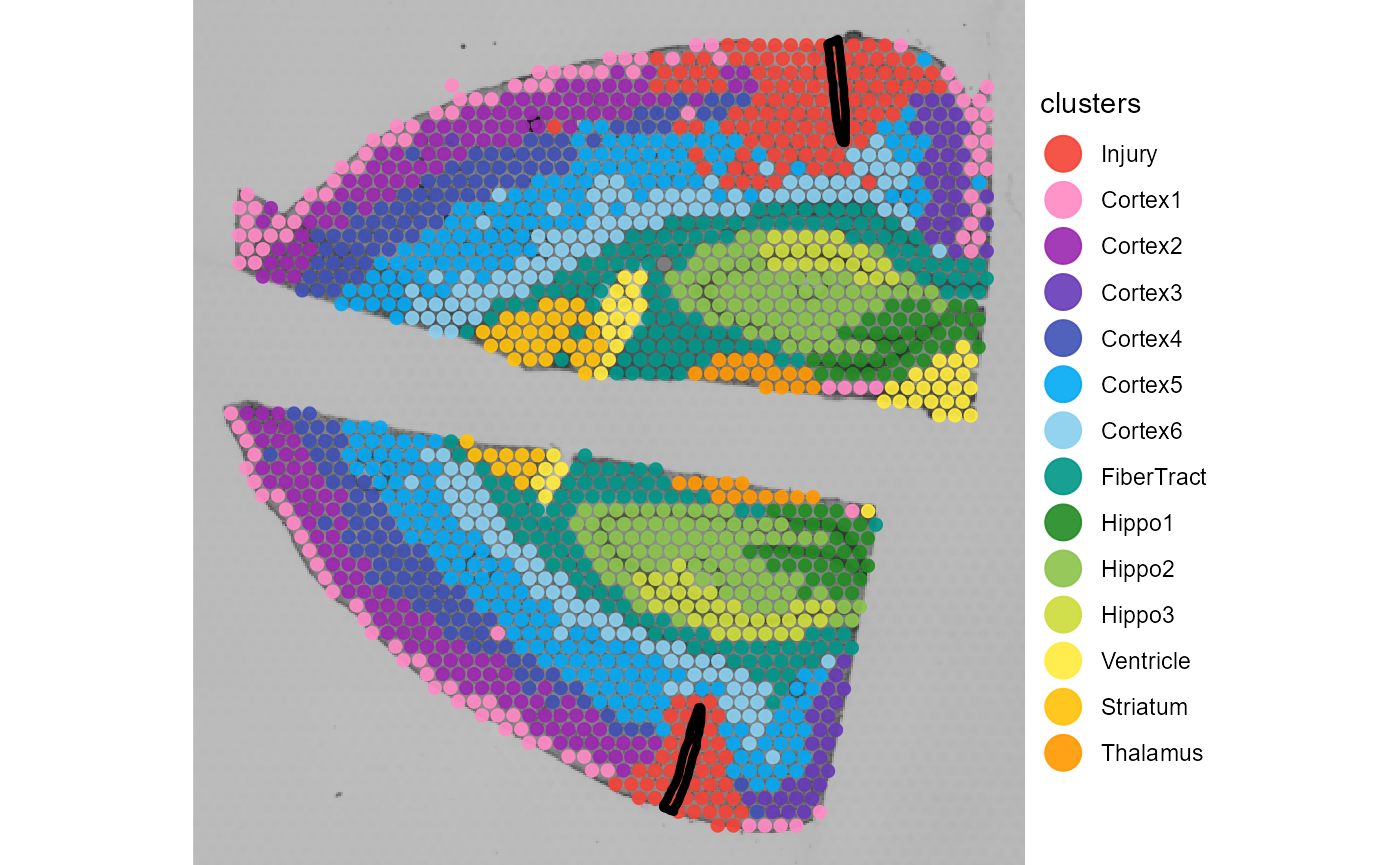 clusters
Injury
Cortex1
Cortex2
Cortex3
Cortex4
Cortex5
Cortex6
FiberTract
Hippo1
Hippo2
Hippo3
Ventricle
Striatum
Thalamus